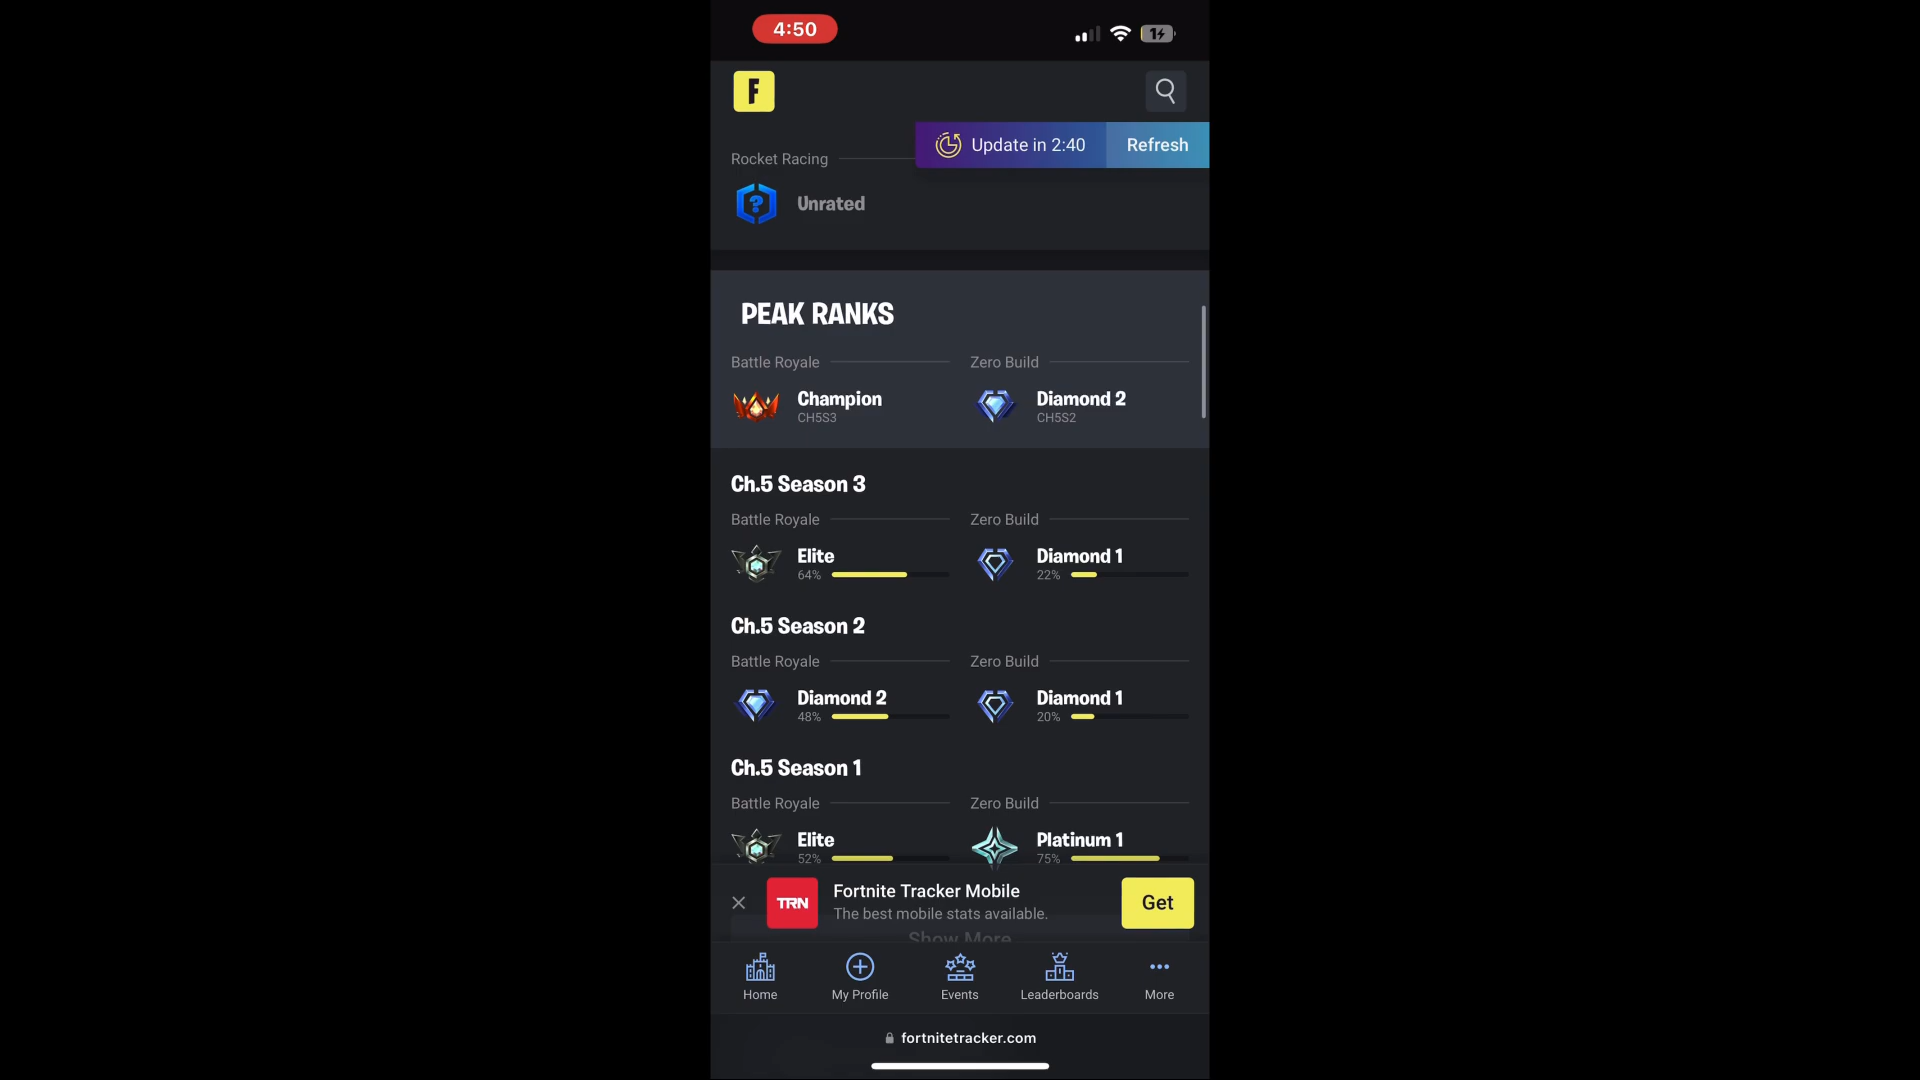 4:50
1
F
Update in 2:40 Refresh
Rocket Racing
?
Unrated
PEAK RANKS
Battle Royale Zero Build
Champion Diamond 2
CH5S3 CH5S2
Ch.5 Season 3
Battle Royale Zero Build
Elite Diamond 1
64% 22%
Ch.5 Season 2
Battle Royale Zero Build
Diamond 2 Diamond 1
48% 20%
Ch.5 Season 1
Battle Royale Zero Build
Elite Platinum 1
52% 75%
TRN Fortnite Tracker Mobile Get
The best mobile stats available.
Show More
Home My Profile Events Leaderboards More
fortnitetracker.com